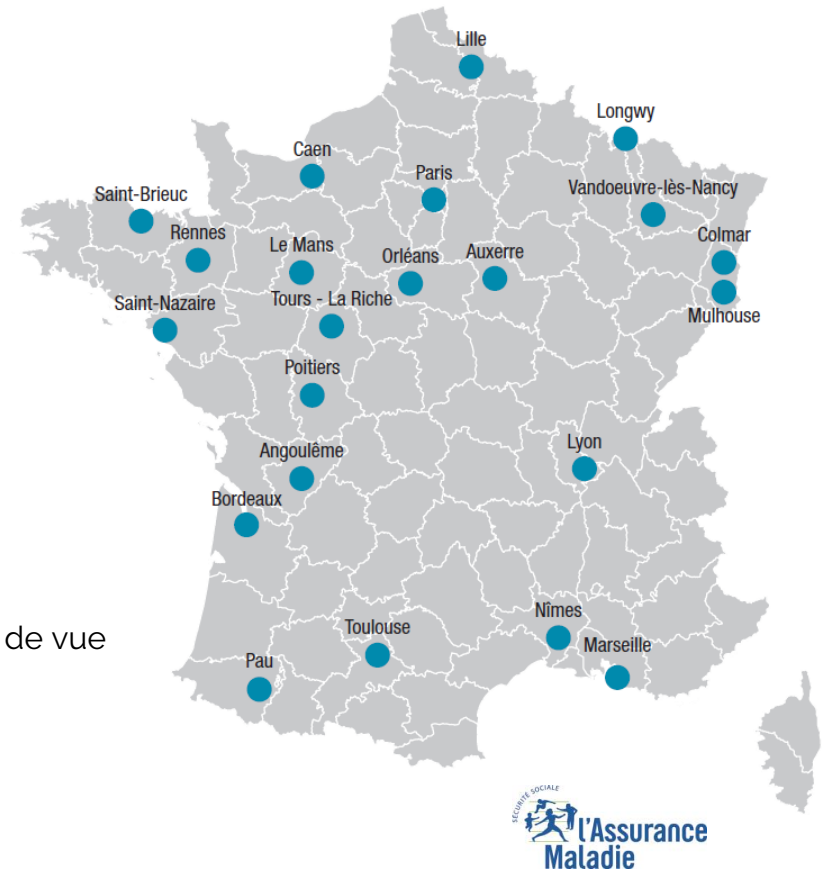 Lille
Longwy
Caen
Paris
Vandoeuvre-lès-Nancy
Saint-Brieuc
Rennes
Le Mans
Orléans
Auxerre
Colmar
Saint-Nazaire
Tours - La Riche
Mulhouse
Poitiers
Angoulême
Lyon
Bordeaux
Nîmes
de vue
Toulouse
Marseille
Pau
SÉCURITÉ SOCIALE
l'Assurance
Maladie